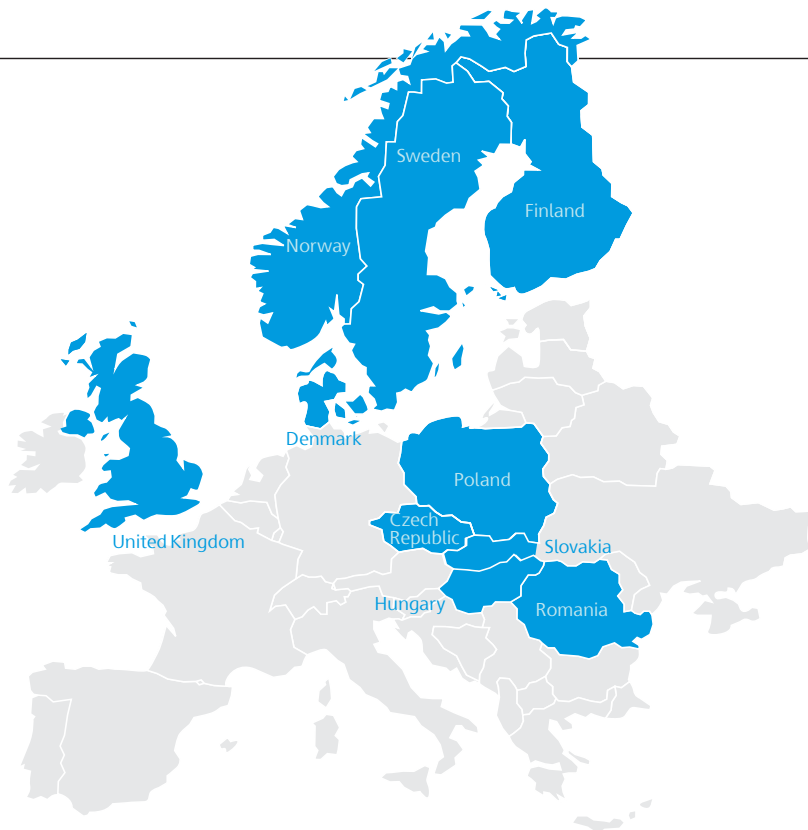 Sweden
Finland
Norway
Denmark
Poland
Czech
Republic
United Kingdom
Slovakia
Hungary
Romania